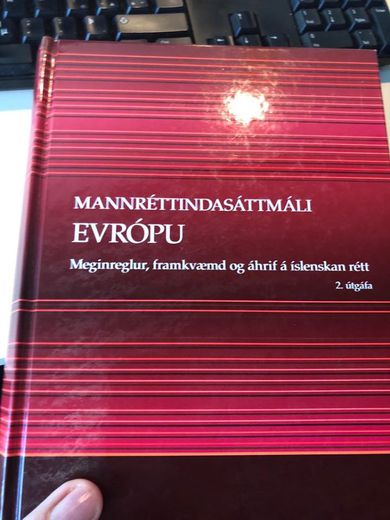 MANNRÉTTINDASÁTTMÁLI
EVRÓPU
Meginreglur, framkvæmd og áhrif á íslenskan rétt
2. útgáfa